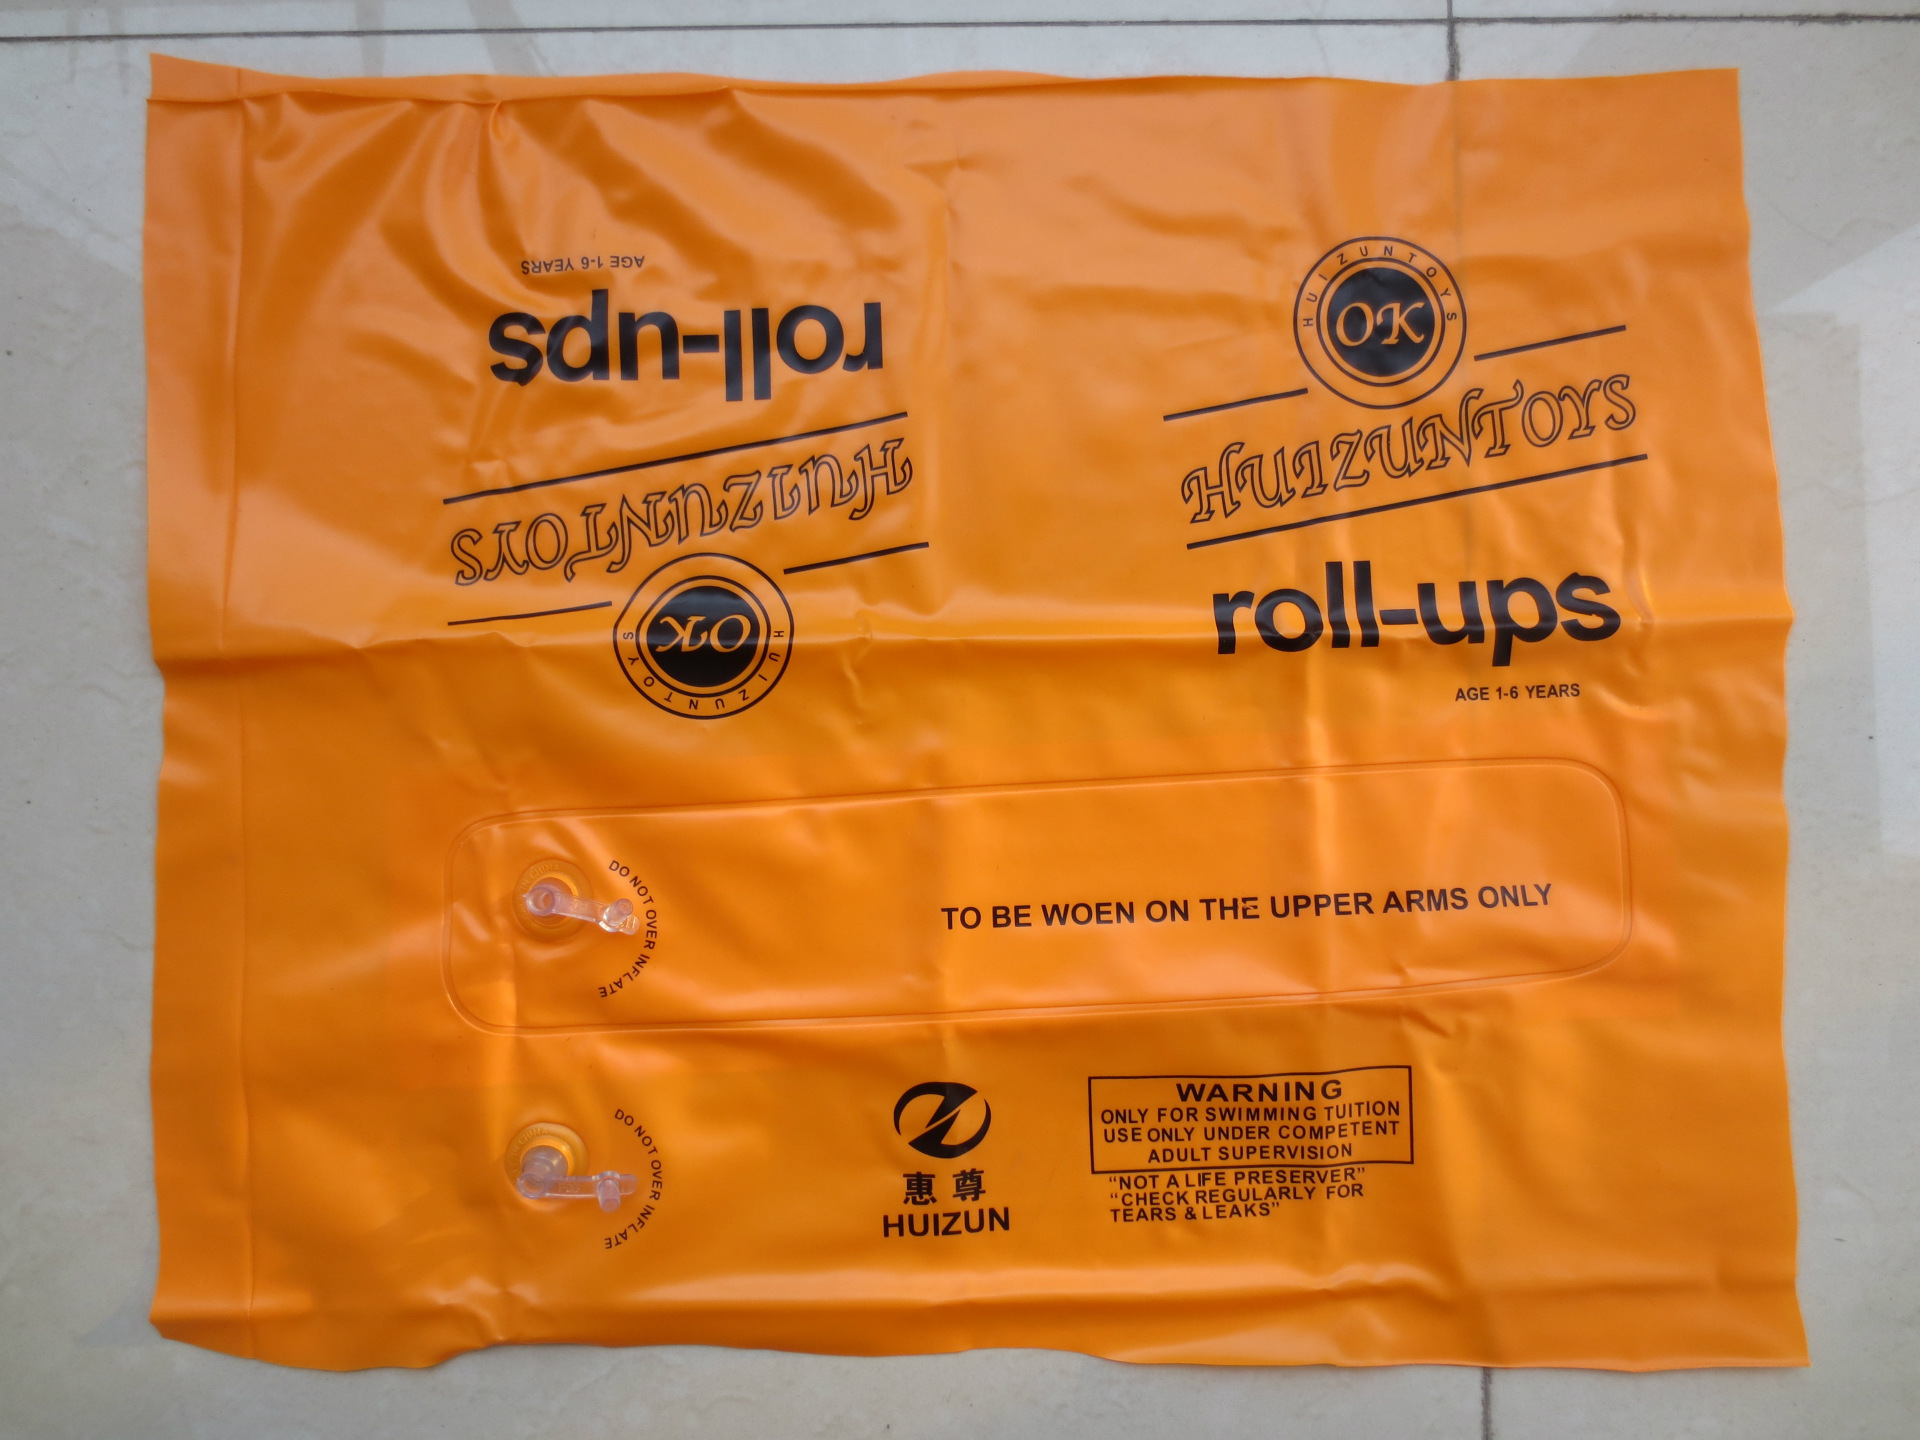 AGE 1-6 YEARS
roll-ups
HUIZUNTOYS
OK
HUIZUNTOYS
HUIZUNTOYS
OK
HUIZUNTOYS
roll-ups
AGE 1-6 YEARS
DO NOT OVER INFLATE
TO BE WOEN ON THE UPPER ARMS ONLY
DO NOT OVER INFLATE
惠尊
HUIZUN
WARNING
ONLY FOR SWIMMING TUITION
USE ONLY UNDER COMPETENT
ADULT SUPERVISION
“NOT A LIFE PRESERVER”
“CHECK REGULARLY FOR
TEARS & LEAKS”